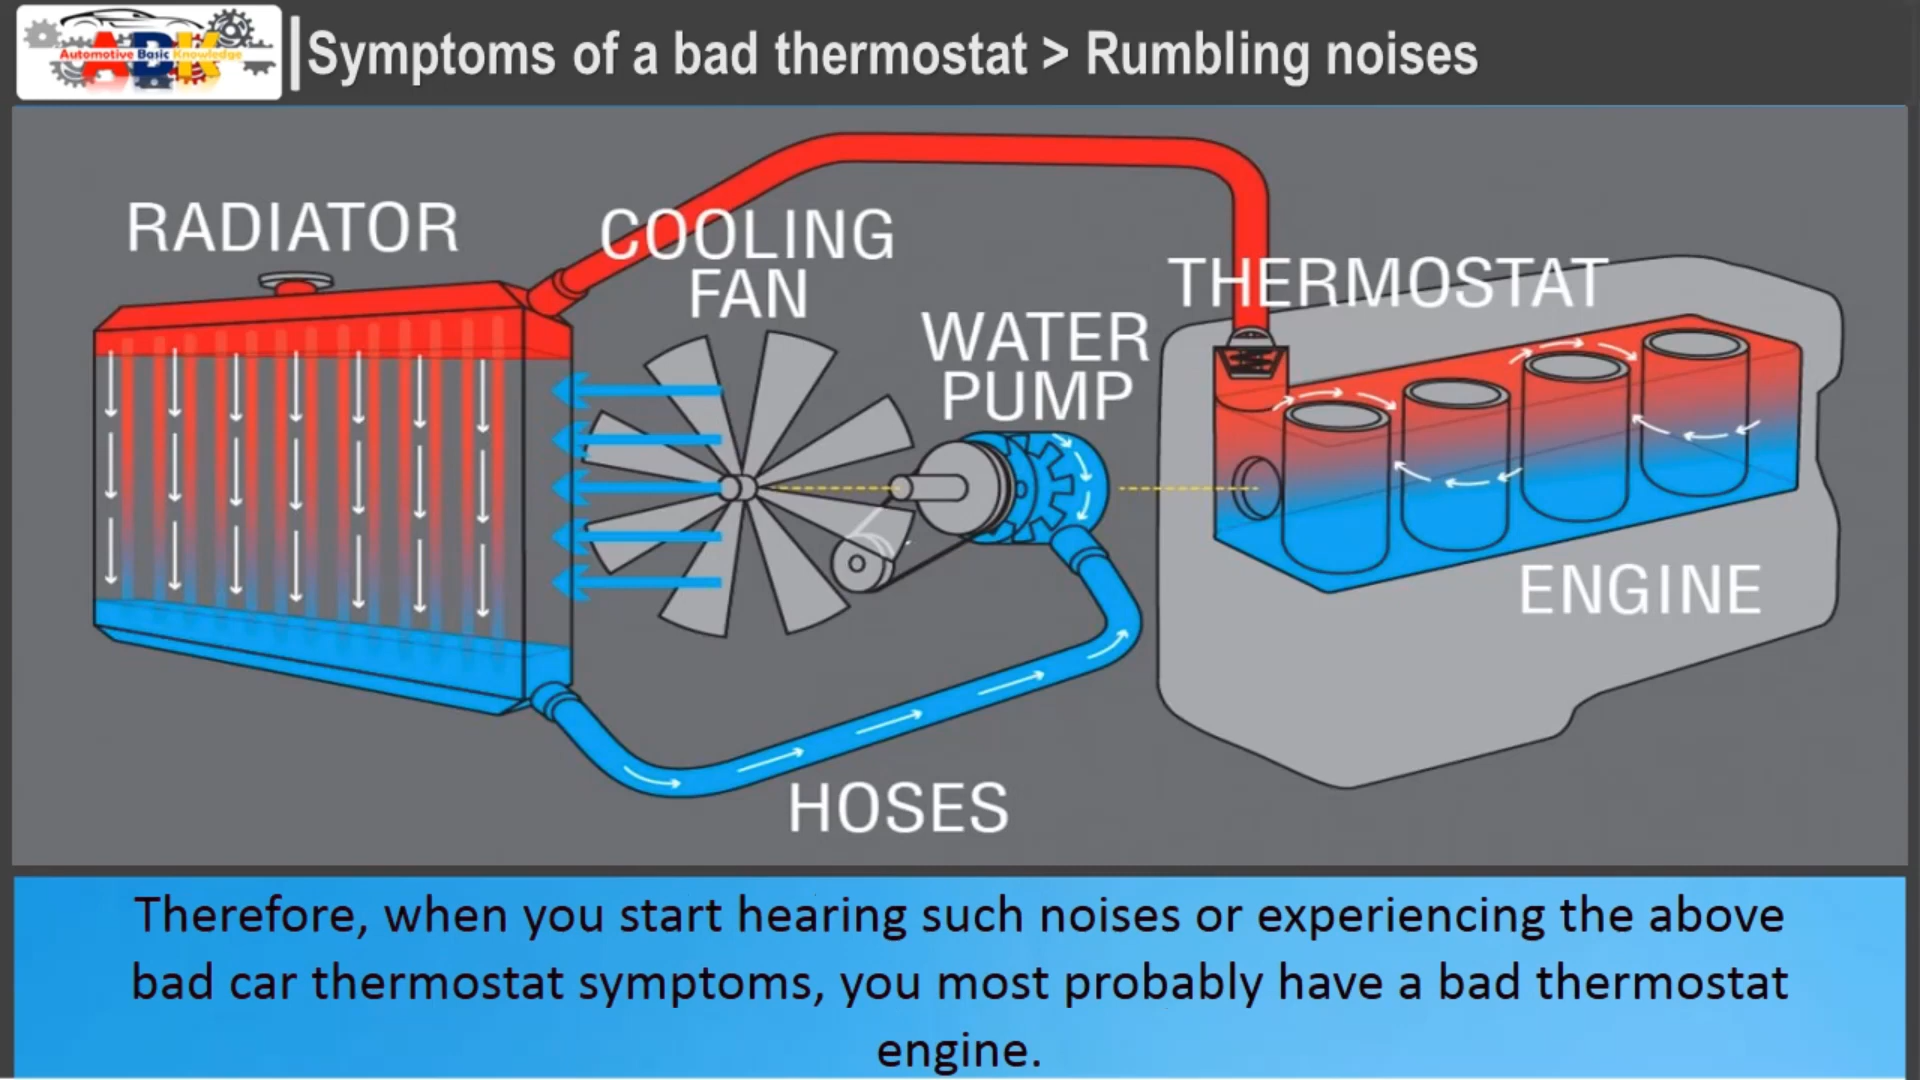 ABK
Automotive Basic Knowledge
Symptoms of a bad thermostat > Rumbling noises
RADIATOR
COOLING
FAN
WATER
PUMP
THERMOSTAT
ENGINE
HOSES
Therefore, when you start hearing such noises or experiencing the above
bad car thermostat symptoms, you most probably have a bad thermostat
engine.